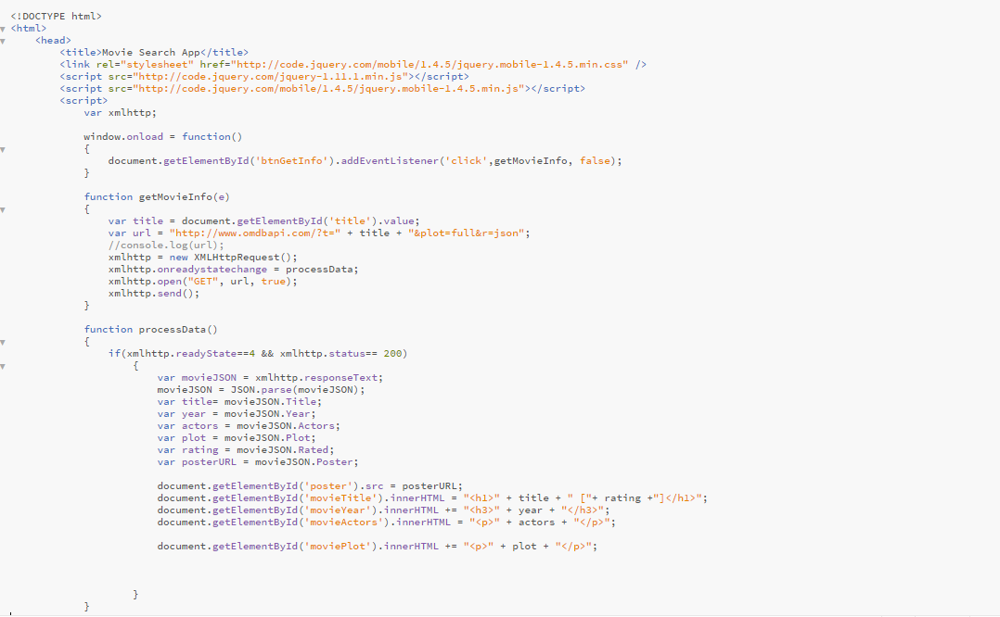 <!DOCTYPE html>
<html>
<head>
<title>Movie Search App</title>
<link rel="stylesheet" href="http://code.jquery.com/mobile/1.4.5/jquery.mobile-1.4.5.min.css" />
<script src="http://code.jquery.com/jquery-1.11.1.min.js"></script>
<script src="http://code.jquery.com/mobile/1.4.5/jquery.mobile-1.4.5.min.js"></script>
<script>
var xmlhttp;
window.onload = function()
{
document.getElementById('btnGetInfo').addEventListener('click',getMovieInfo, false);
}
function getMovieInfo(e)
{
var title = document.getElementById('title').value;
var url = "http://www.omdbapi.com/?t=" + title + "&plot=full&r=json";
//console.log(url);
xmlhttp = new XMLHttpRequest();
xmlhttp.onreadystatechange = processData;
xmlhttp.open("GET", url, true);
xmlhttp.send();
}
function processData()
{
if(xmlhttp.readyState==4 && xmlhttp.status== 200)
{
var movieJSON = xmlhttp.responseText;
movieJSON = JSON.parse(movieJSON);
var title= movieJSON.Title;
var year = movieJSON.Year;
var actors = movieJSON.Actors;
var plot = movieJSON.Plot;
var rating = movieJSON.Rated;
var posterURL = movieJSON.Poster;
document.getElementById('poster').src = posterURL;
document.getElementById('movieTitle').innerHTML = "<h1>" + title + " ["+ rating +"]</h1>";
document.getElementById('movieYear').innerHTML += "<h3>" + year + "</h3>";
document.getElementById('movieActors').innerHTML = "<p>" + actors + "</p>";
document.getElementById('moviePlot').innerHTML += "<p>" + plot + "</p>";
}
}